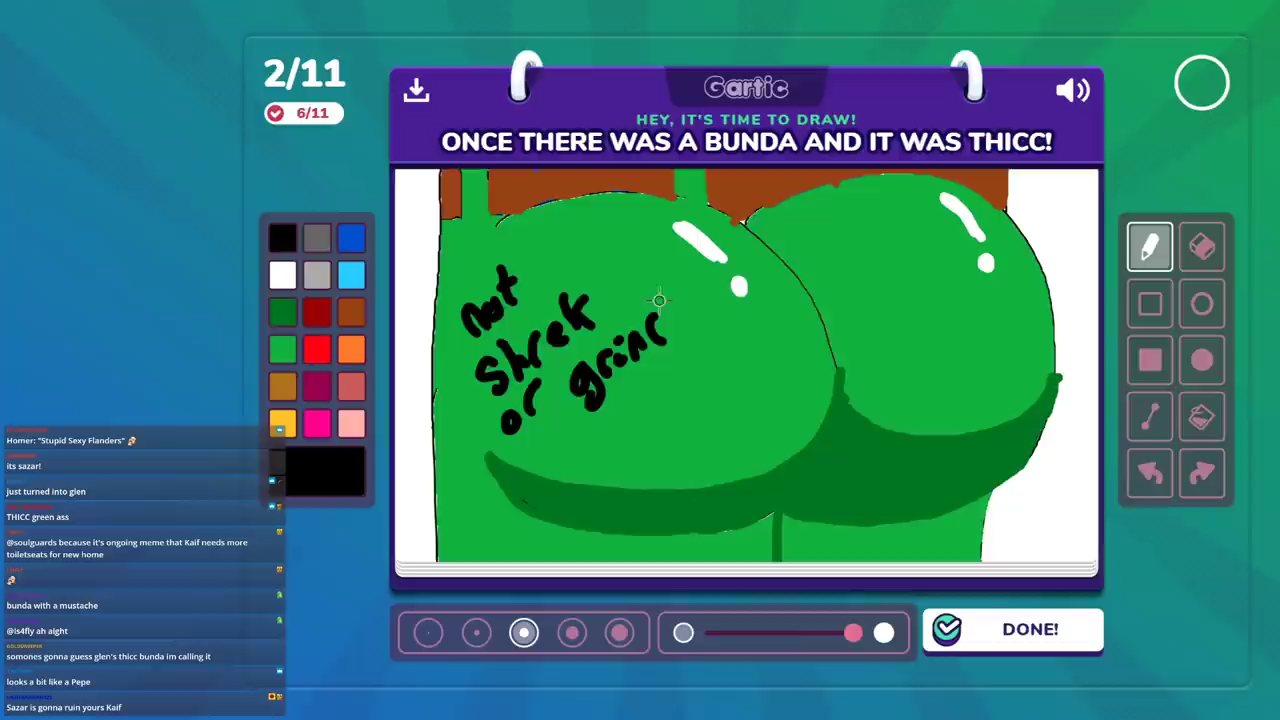 2/11
6/11
Gartic
HEY, IT'S TIME TO DRAW!
ONCE THERE WAS A BUNDA AND IT WAS THICC!
not
shrek
or grinc
Homer: "Stupid Sexy Flanders"
its sazar!
just turned into glen
THICC green ass
@soulguards because it's ongoing meme that Kaif needs more
toiletseats for new home
bunda with a mustache
@is4fly ah aight
somones gonna guess glen's thicc bunda im calling it
looks a bit like a Pepe
Sazar is gonna ruin yours Kaif
DONE!